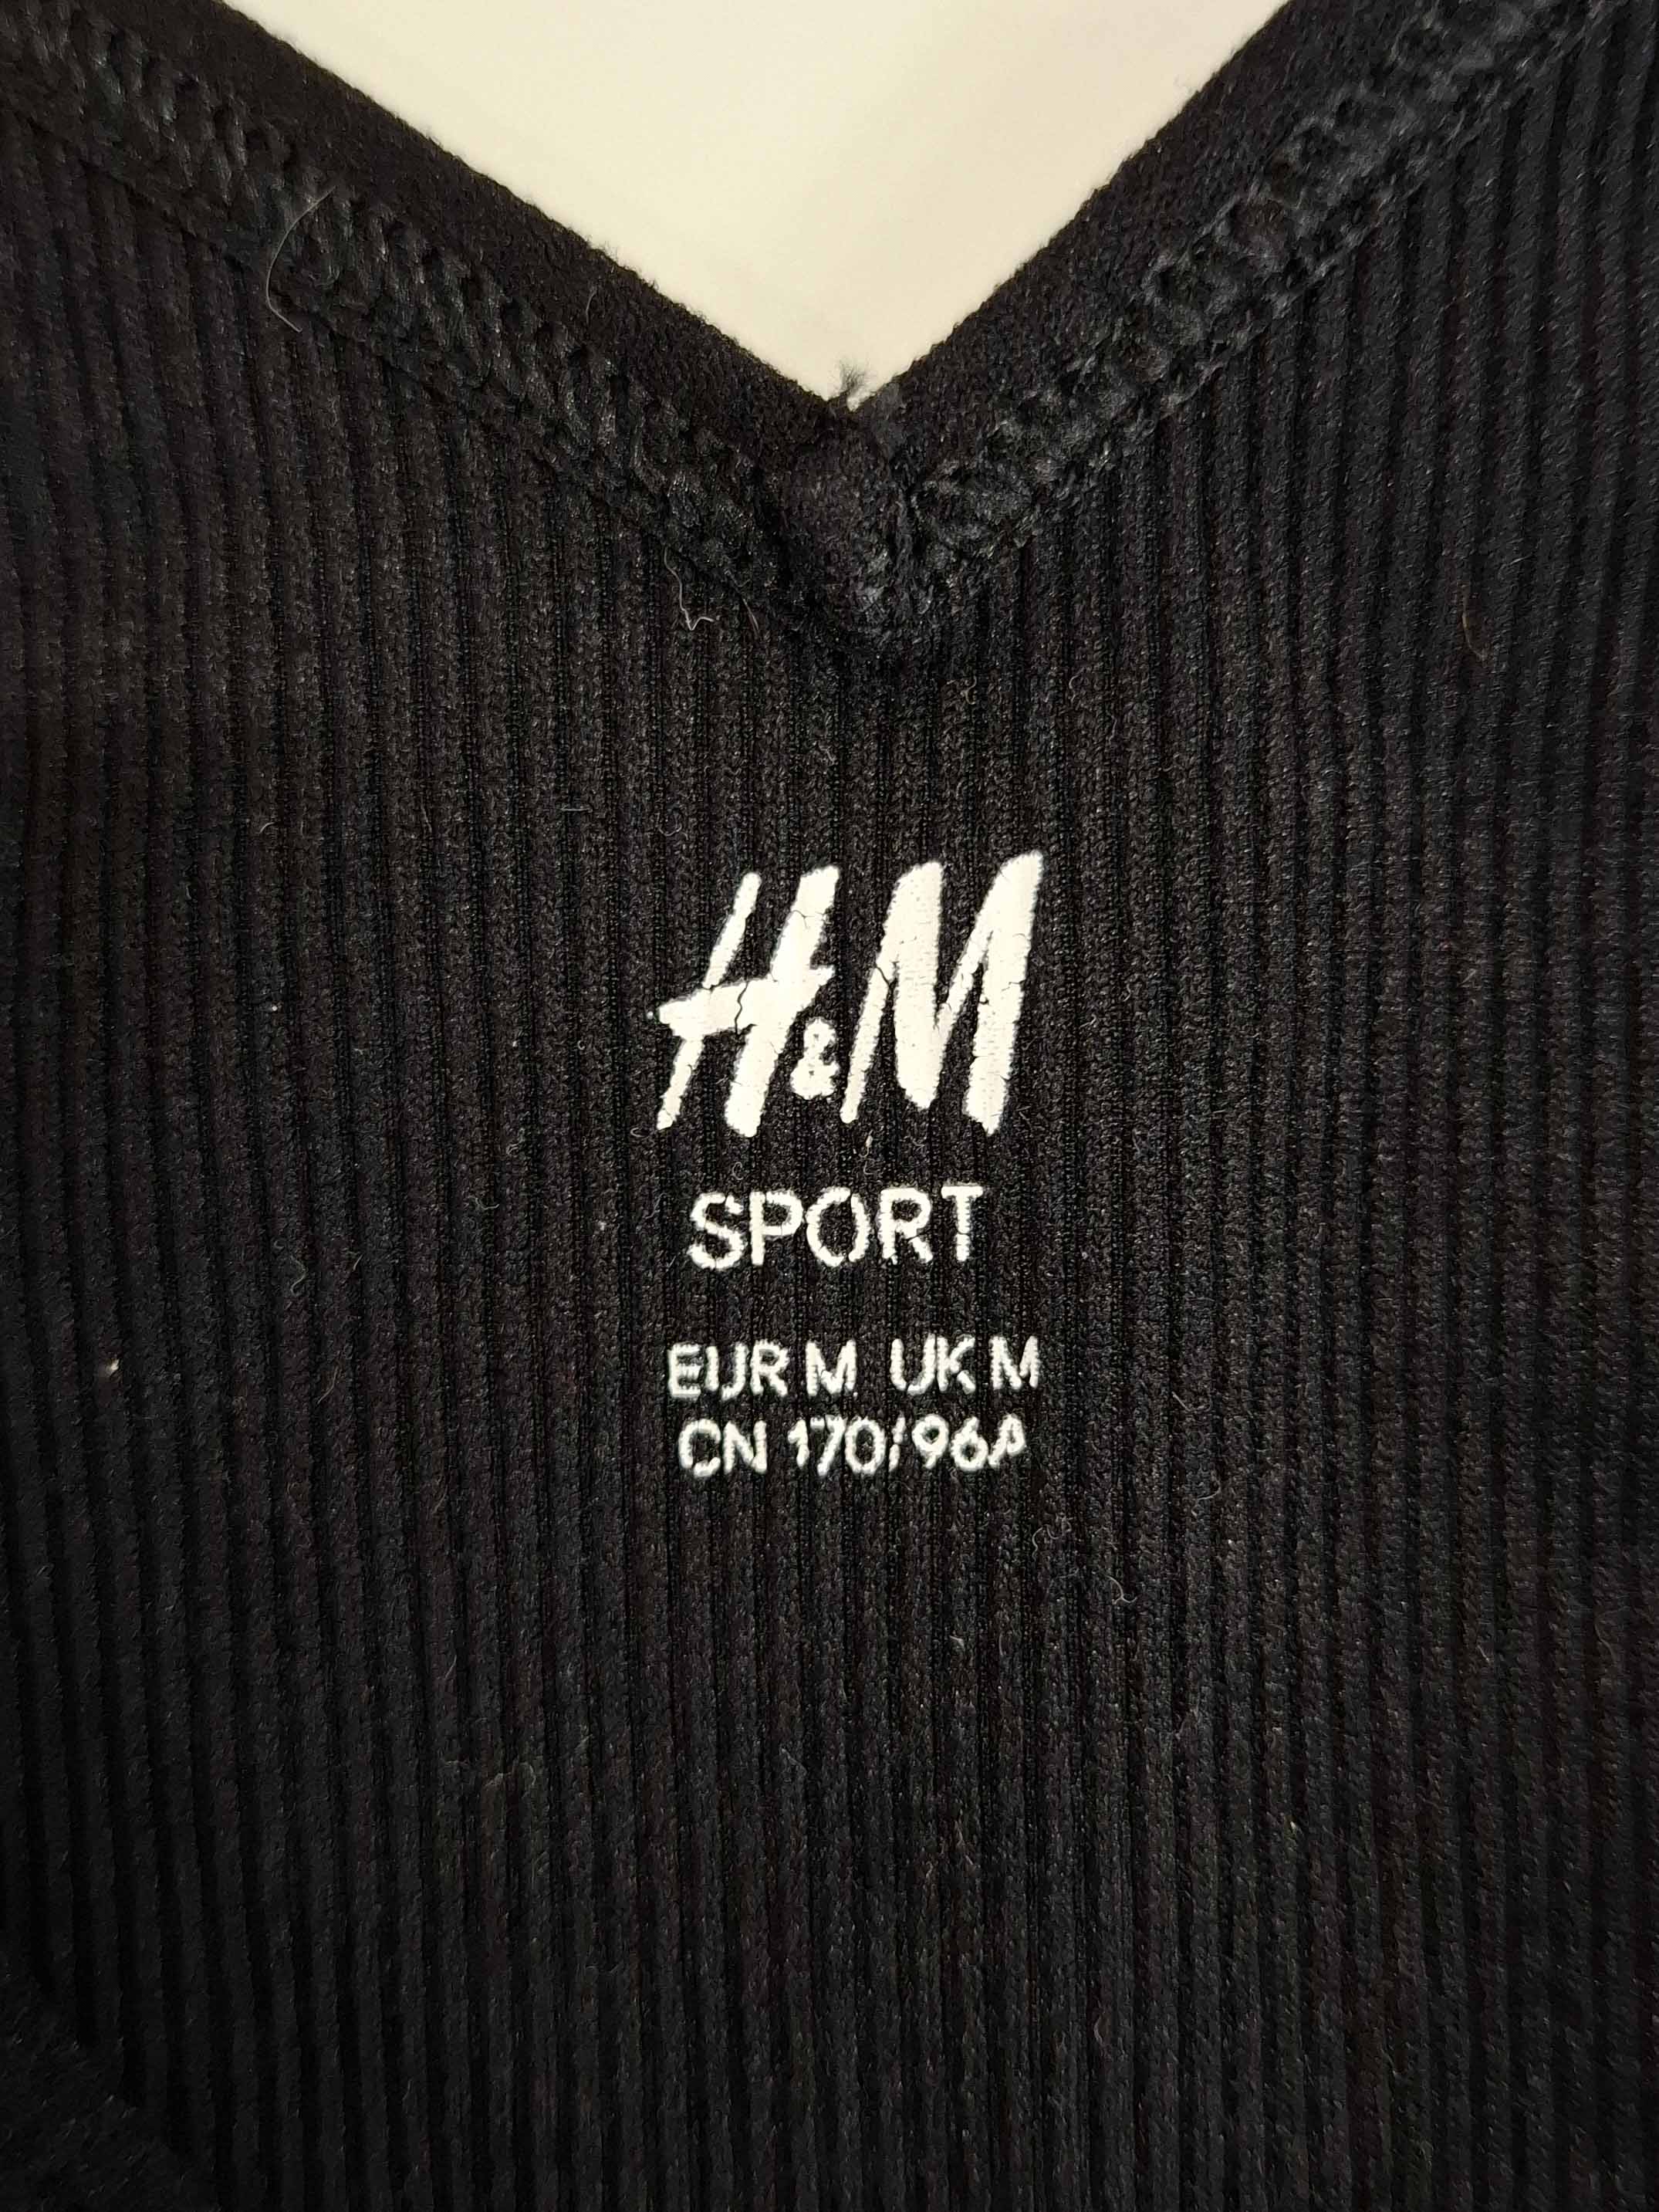 H&M
SPORT
EUR M UK M
CN 170/96A